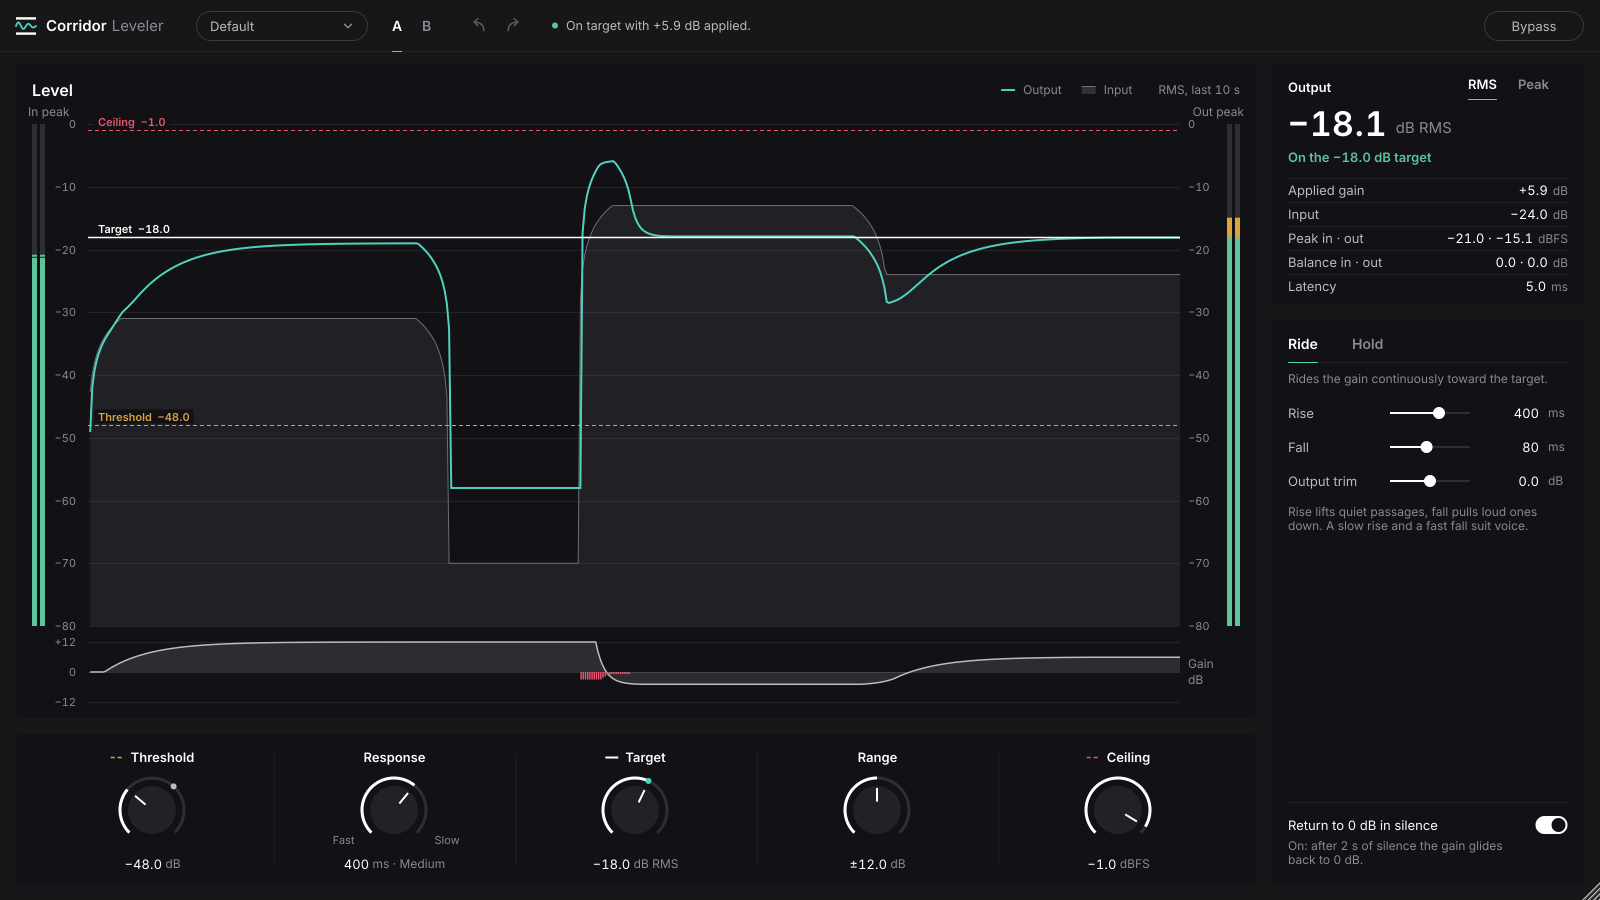 Corridor Leveler
Default
A
B
On target with +5.9 dB applied.
Bypass
Level
Output
Input
RMS, last 10 s
In peak
Out peak
Ceiling −1.0
Target −18.0
Threshold −48.0
0
−10
−20
−30
−40
−50
−60
−70
−80
0
−10
−20
−30
−40
−50
−60
−70
−80
+12
0
−12
Gain
dB
Output
RMS
Peak
−18.1 dB RMS
On the −18.0 dB target
Applied gain +5.9 dB
Input −24.0 dB
Peak in · out −21.0 · −15.1 dBFS
Balance in · out 0.0 · 0.0 dB
Latency 5.0 ms
Ride
Hold
Rides the gain continuously toward the target.
Rise 400 ms
Fall 80 ms
Output trim 0.0 dB
Rise lifts quiet passages, fall pulls loud ones
down. A slow rise and a fast fall suit voice.
Return to 0 dB in silence
On: after 2 s of silence the gain glides
back to 0 dB.
Threshold
−48.0 dB
Response
Fast
Slow
400 ms · Medium
Target
−18.0 dB RMS
Range
±12.0 dB
Ceiling
−1.0 dBFS